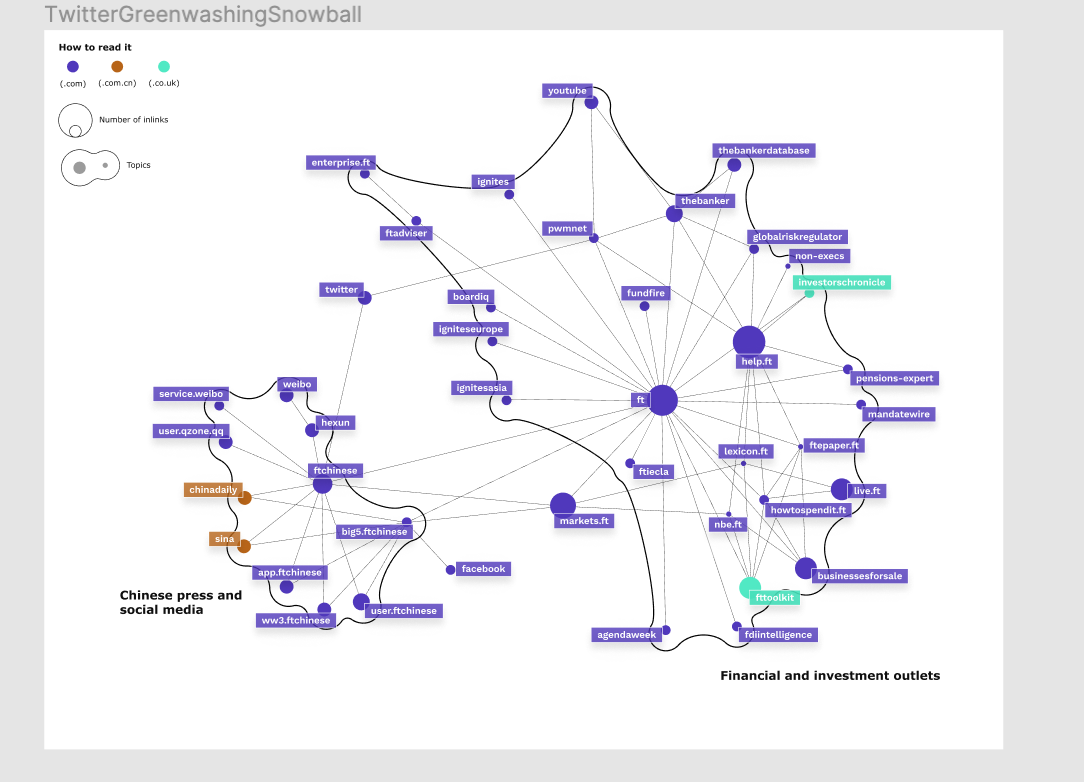 TwitterGreenwashingSnowball
How to read it
(.com)
(.com.cn)
(.co.uk)
Number of inlinks
Topics
youtube
thebankerdatabase
enterprise.ft
ignites
thebanker
pwmnet
ftadviser
globalriskregulator
non-execs
investorschronicle
twitter
boardiq
fundfire
igniteseurope
help.ft
pensions-expert
weibo
service.weibo
ignitesasia
ft
mandatewire
hexun
user.qzone.qq
ftepaper.ft
lexicon.ft
ftchinese
ftiecla
chinadaily
live.ft
howtospendit.ft
markets.ft
nbe.ft
big5.ftchinese
sina
app.ftchinese
facebook
businessesforsale
Chinese press and
social media
fttoolkit
user.ftchinese
ww3.ftchinese
agendaweek
fdiintelligence
Financial and investment outlets